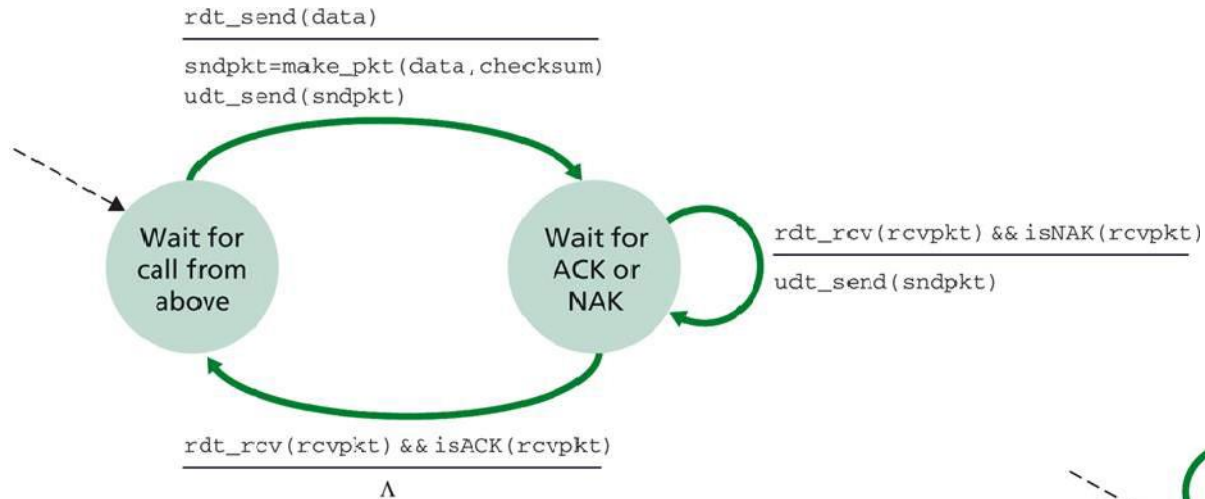 rdt_send(data)
sndpkt=make_pkt(data,checksum)
udt_send(sndpkt)
Wait for
call from
above
Wait for
ACK or
NAK
rdt_rcv(rcvpkt) && isNAK(rcvpkt)
udt_send(sndpkt)
rdt_rcv(rcvpkt) && isACK(rcvpkt)
Λ